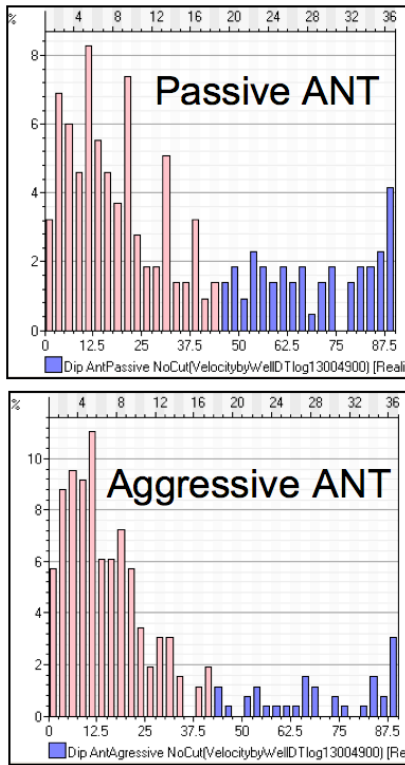 % 4 8 12 16 20 24 28 32 36
Passive ANT
8
6
4
2
0
0 12.5 25 37.5 50 62.5 75 87.5
Dip AntPassive NoCut(VelocitybyWellDTlog13004900) [Reali
% 4 8 12 16 20 24 28 32 36
Aggressive ANT
10
8
6
4
2
0
0 12.5 25 37.5 50 62.5 75 87.5
Dip AntAgressive NoCut(VelocitybyWellDTlog13004900) [Re